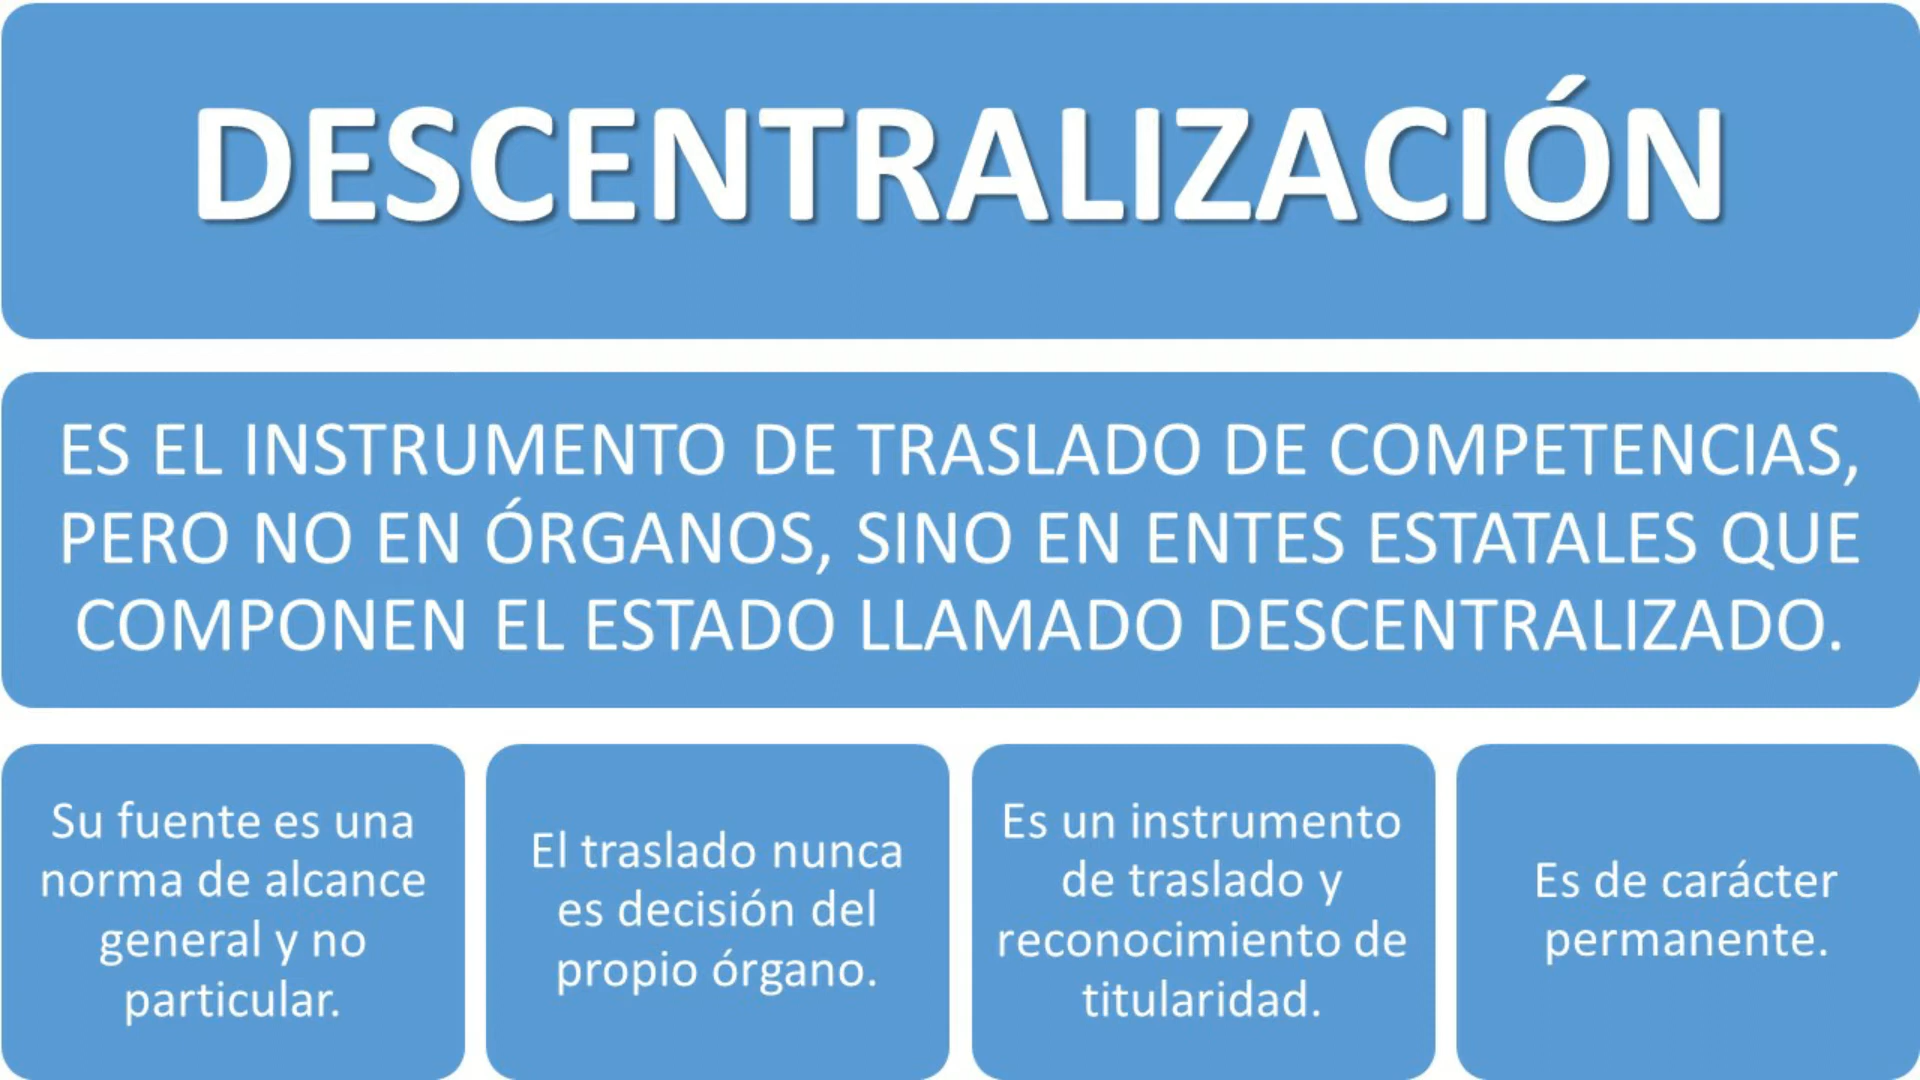 DESCENTRALIZACIÓN
ES EL INSTRUMENTO DE TRASLADO DE COMPETENCIAS,
PERO NO EN ÓRGANOS, SINO EN ENTES ESTATALES QUE
COMPONEN EL ESTADO LLAMADO DESCENTRALIZADO.
Su fuente es una
norma de alcance
general y no
particular.
El traslado nunca
es decisión del
propio órgano.
Es un instrumento
de traslado y
reconocimiento de
titularidad.
Es de carácter
permanente.